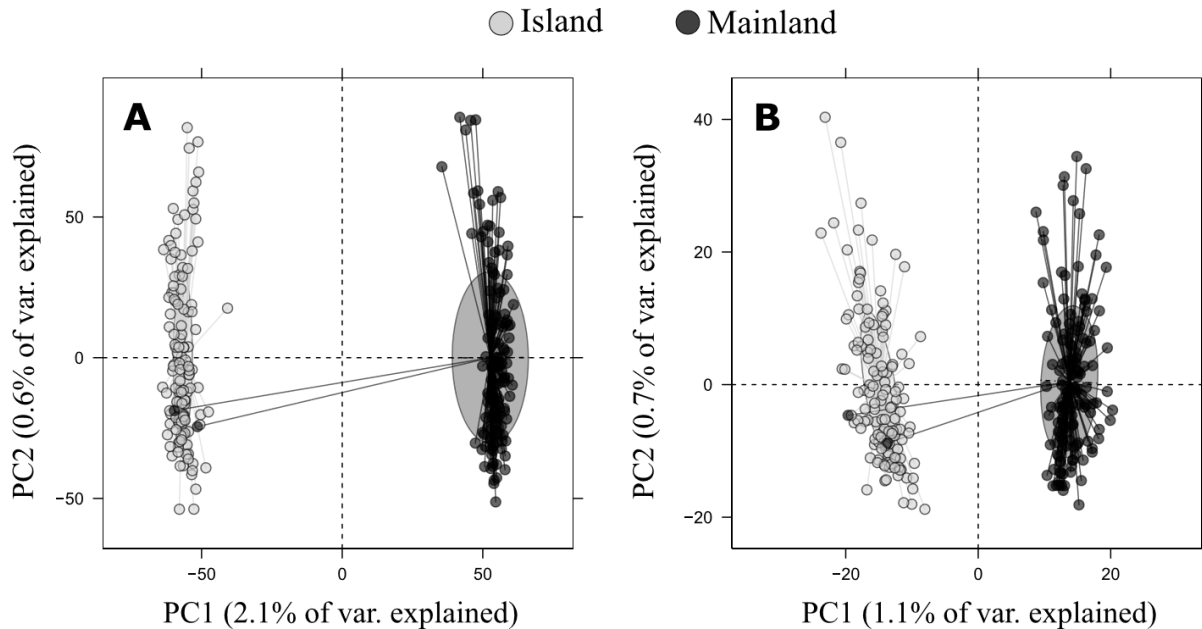 Island Mainland
A
PC2 (0.6% of var. explained)
50
0
−50
−50 0 50
PC1 (2.1% of var. explained)
B
PC2 (0.7% of var. explained)
40
20
0
−20
−20 0 20
PC1 (1.1% of var. explained)